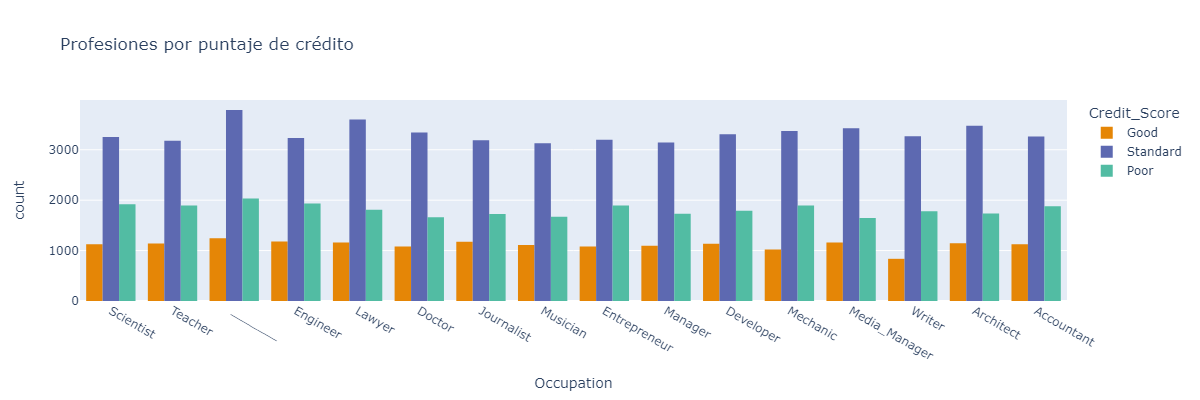 Profesiones por puntaje de crédito
Credit_Score
Good
Standard
Poor
count
3000
2000
1000
0
Scientist
Teacher
_______
Engineer
Lawyer
Doctor
Journalist
Musician
Entrepreneur
Manager
Developer
Mechanic
Media_Manager
Writer
Architect
Accountant
Occupation